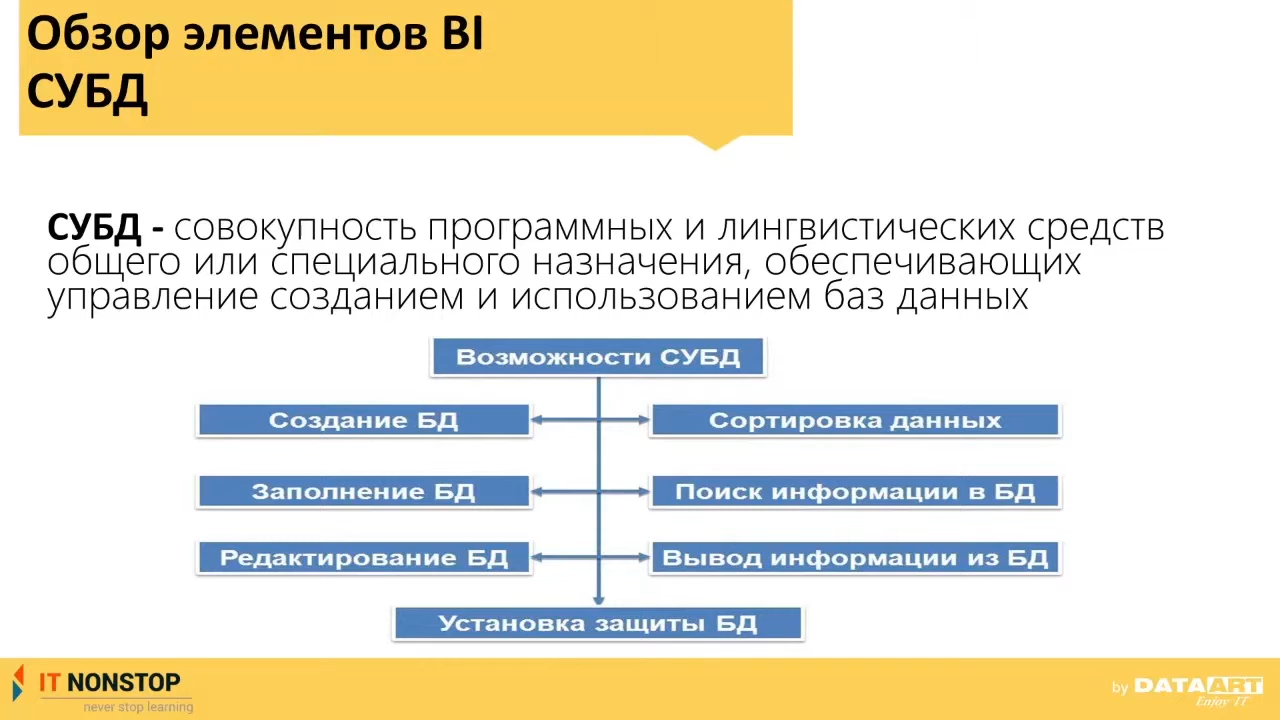 Обзор элементов BI
СУБД
СУБД - совокупность программных и лингвистических средств
общего или специального назначения, обеспечивающих
управление созданием и использованием баз данных
Возможности СУБД
Создание БД
Сортировка данных
Заполнение БД
Поиск информации в БД
Редактирование БД
Вывод информации из БД
Установка защиты БД
IT NONSTOP
never stop learning
by DATAART
Enjoy IT